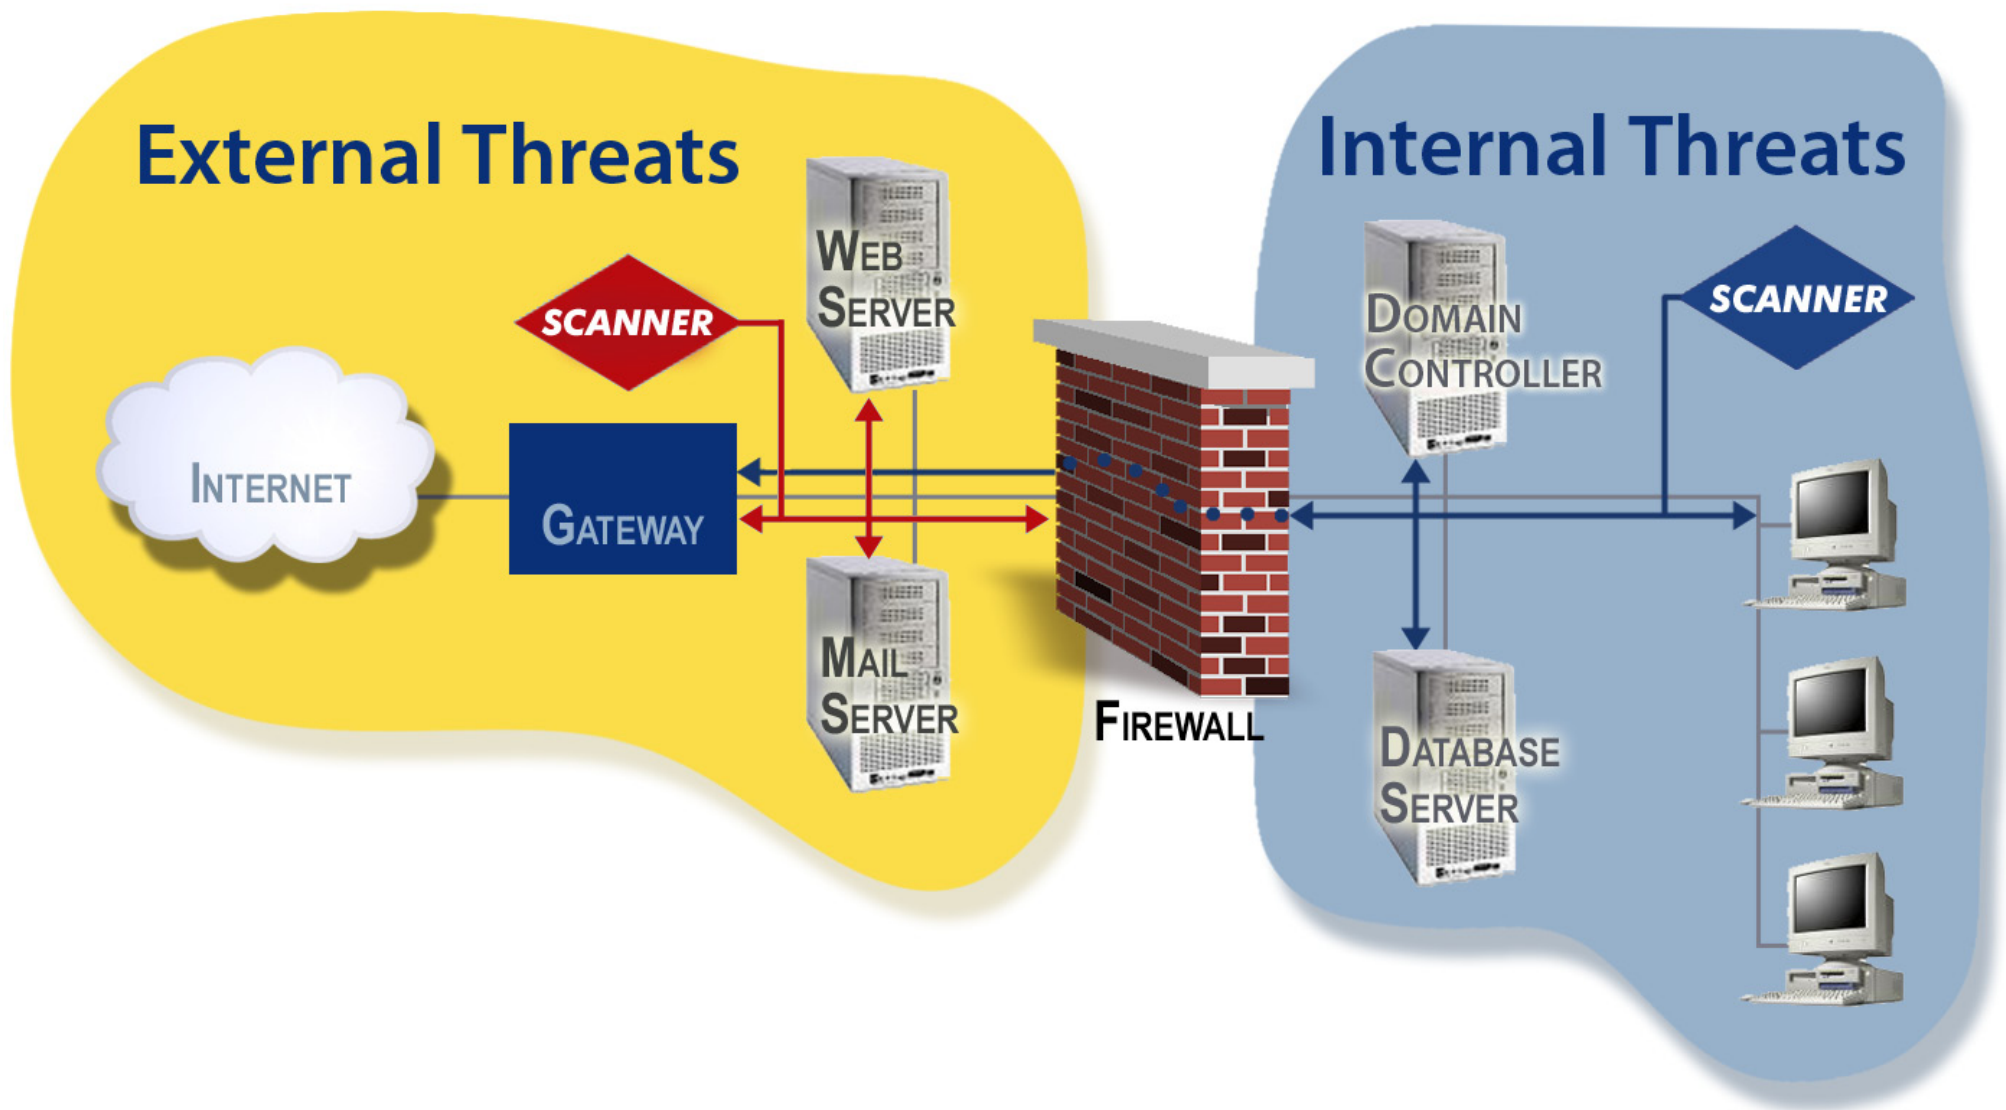 External Threats
Internal Threats
WEB
SERVER
SCANNER
INTERNET
GATEWAY
MAIL
SERVER
FIREWALL
DOMAIN
CONTROLLER
SCANNER
DATABASE
SERVER